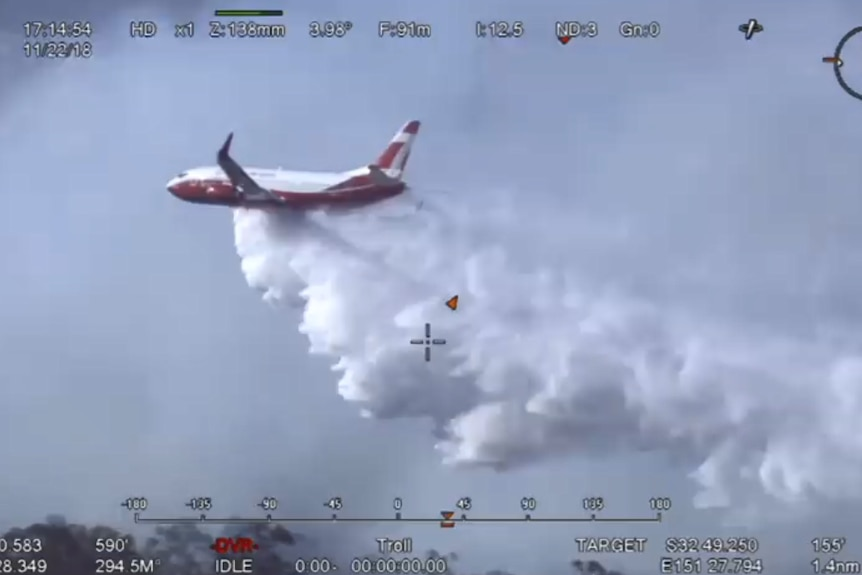 17:14:54 HD x1 Z:138mm 3.98° F:91m I:12.5 ND:3 Gn:0
11/22/18
-180 -135 -90 -45 0 45 90 135 180
0 583 590' -DVR- Troll TARGET S32 49.250 155'
28.349 294.5M° IDLE 0:00- 00:00:00.00 E151 27.794 1.4nm